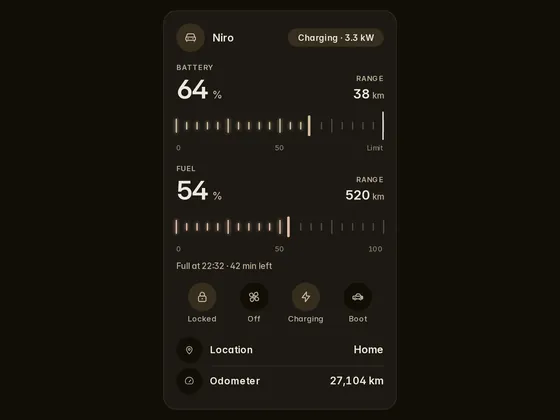 Niro
Charging · 3.3 kW
BATTERY
64 %
RANGE
38 km
0 50 Limit
FUEL
54 %
RANGE
520 km
0 50 100
Full at 22:32 · 42 min left
Locked Off Charging Boot
Location Home
Odometer 27,104 km